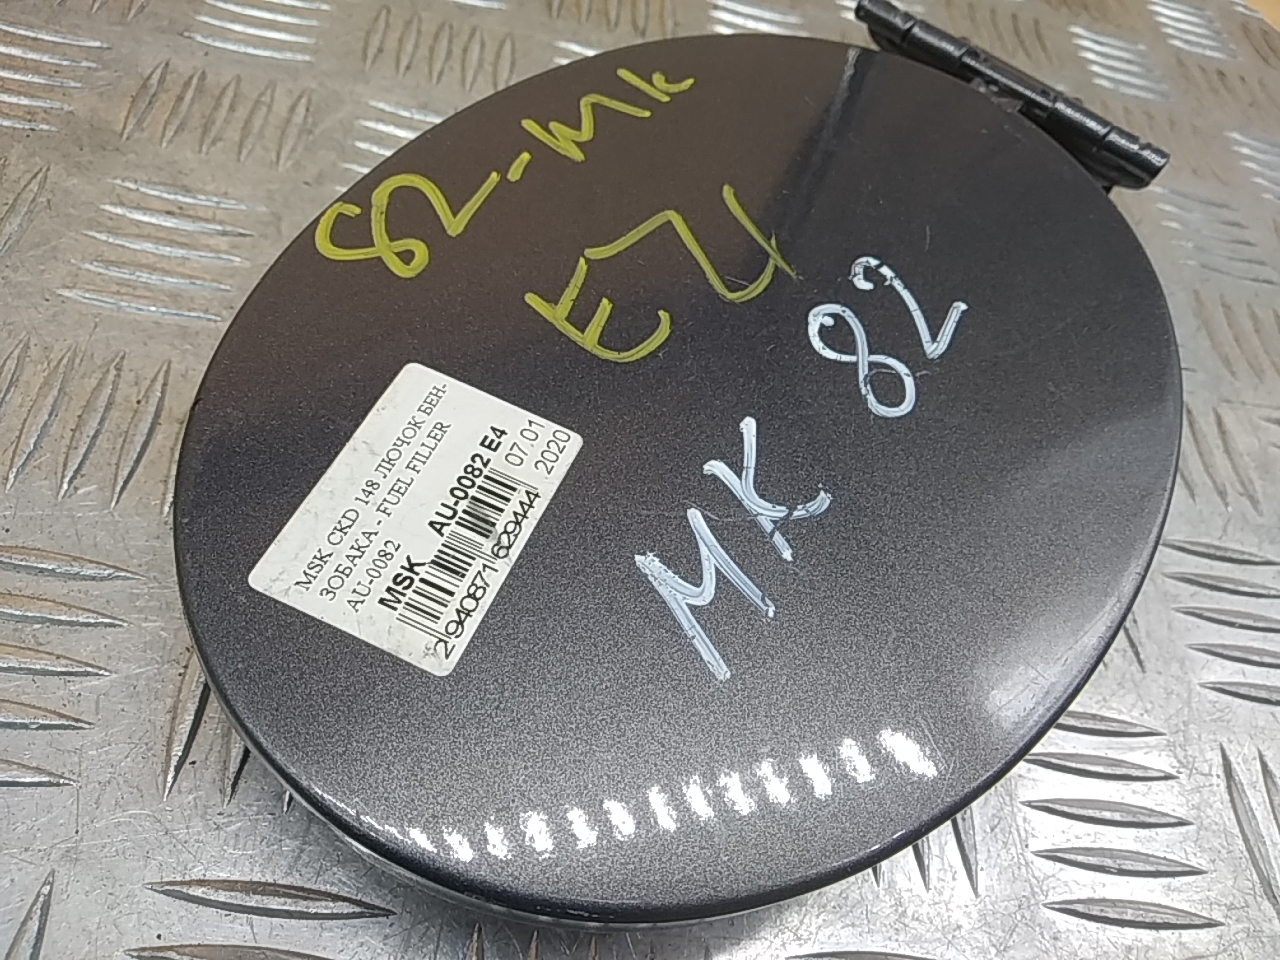 82-Mk
E4
82
MK
MSK CKD 148 ЛЮЧОК БЕН-
ЗОБАКА - FUEL FILLER
AU-0082
MSK AU-0082 E4
07.01
2020
2940871629444